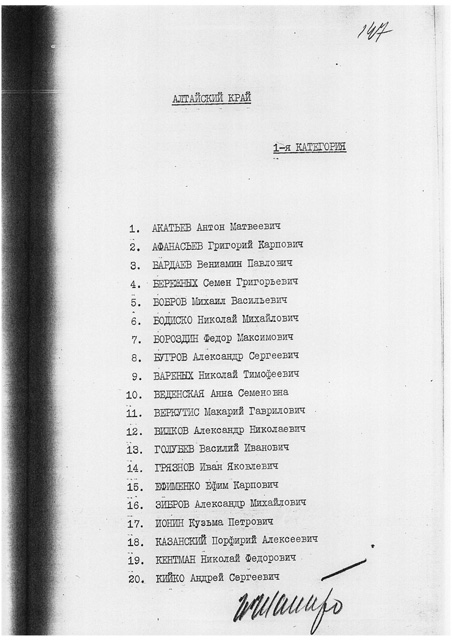 147
АЛТАЙСКИЙ КРАЙ
1-я КАТЕГОРИЯ
1. АКАТЬЕВ Антон Матвеевич
2. АФАНАСЬЕВ Григорий Карпович
3. БАРДАЕВ Вениамин Павлович
4. БЕРЕВНЫХ Семен Григорьевич
5. БОБРОВ Михаил Васильевич
6. БОДИСКО Николай Михайлович
7. БОРОЗДИН Федор Максимович
8. БУГРОВ Александр Сергеевич
9. ВАРЕНЫХ Николай Тимофеевич
10. ВЕДЕНСКАЯ Анна Семеновна
11. ВЕРКУТИС Макарий Гаврилович
12. ВИЛКОВ Александр Николаевич
13. ГОЛУБЕВ Василий Иванович
14. ГРЯЗНОВ Иван Яковлевич
15. ЕФИМЕНКО Ефим Карпович
16. ЗИБРОВ Александр Михайлович
17. ИОНИН Кузьма Петрович
18. КАЗАНСКИЙ Порфирий Алексеевич
19. КЕНТМАН Николай Федорович
20. КИЙКО Андрей Сергеевич